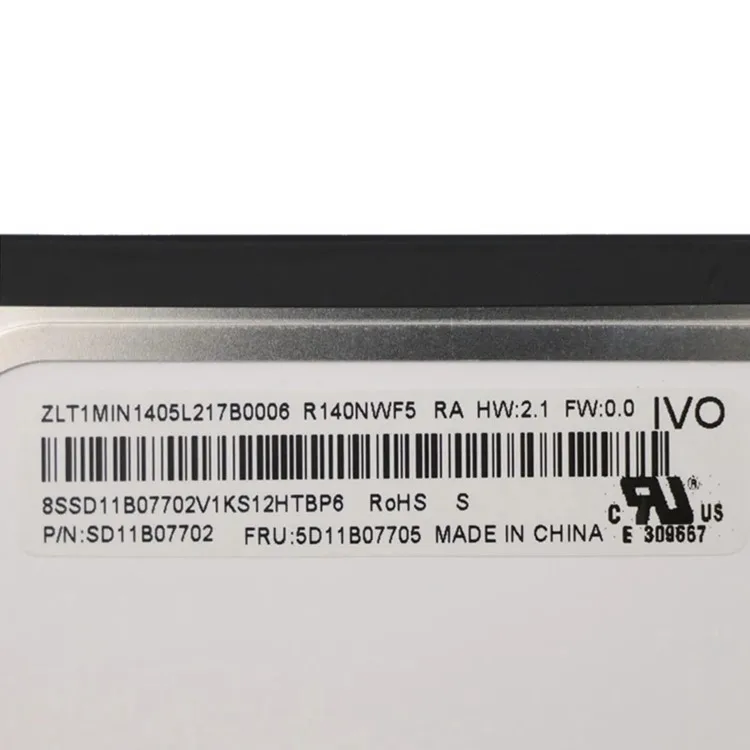 ZLT1MIN1405L217B0006 R140NWF5 RA HW:2.1 FW:0.0 IVO
8SSD11B07702V1KS12HTBP6 RoHS S
P/N:SD11B07702 FRU:5D11B07705 MADE IN CHINA
C RU ® US
E 309667